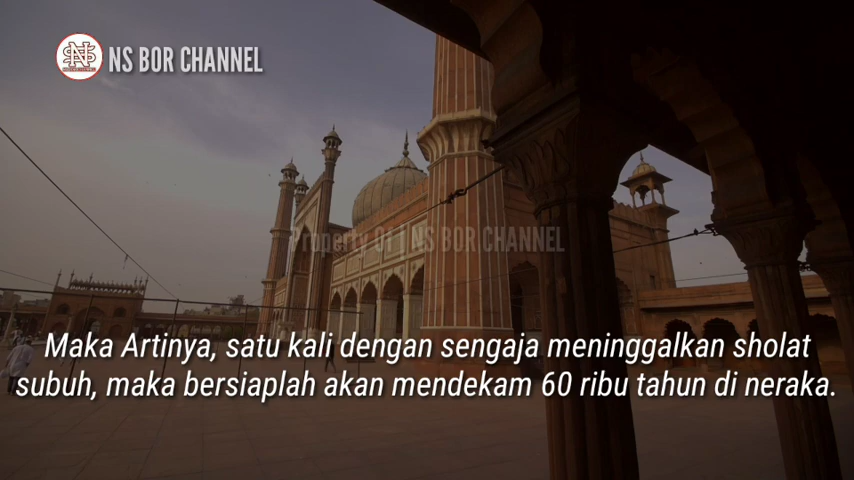 NS BOR CHANNEL
Property Of NS BOR CHANNEL
Maka Artinya, satu kali dengan sengaja meninggalkan sholat
subuh, maka bersiaplah akan mendekam 60 ribu tahun di neraka.